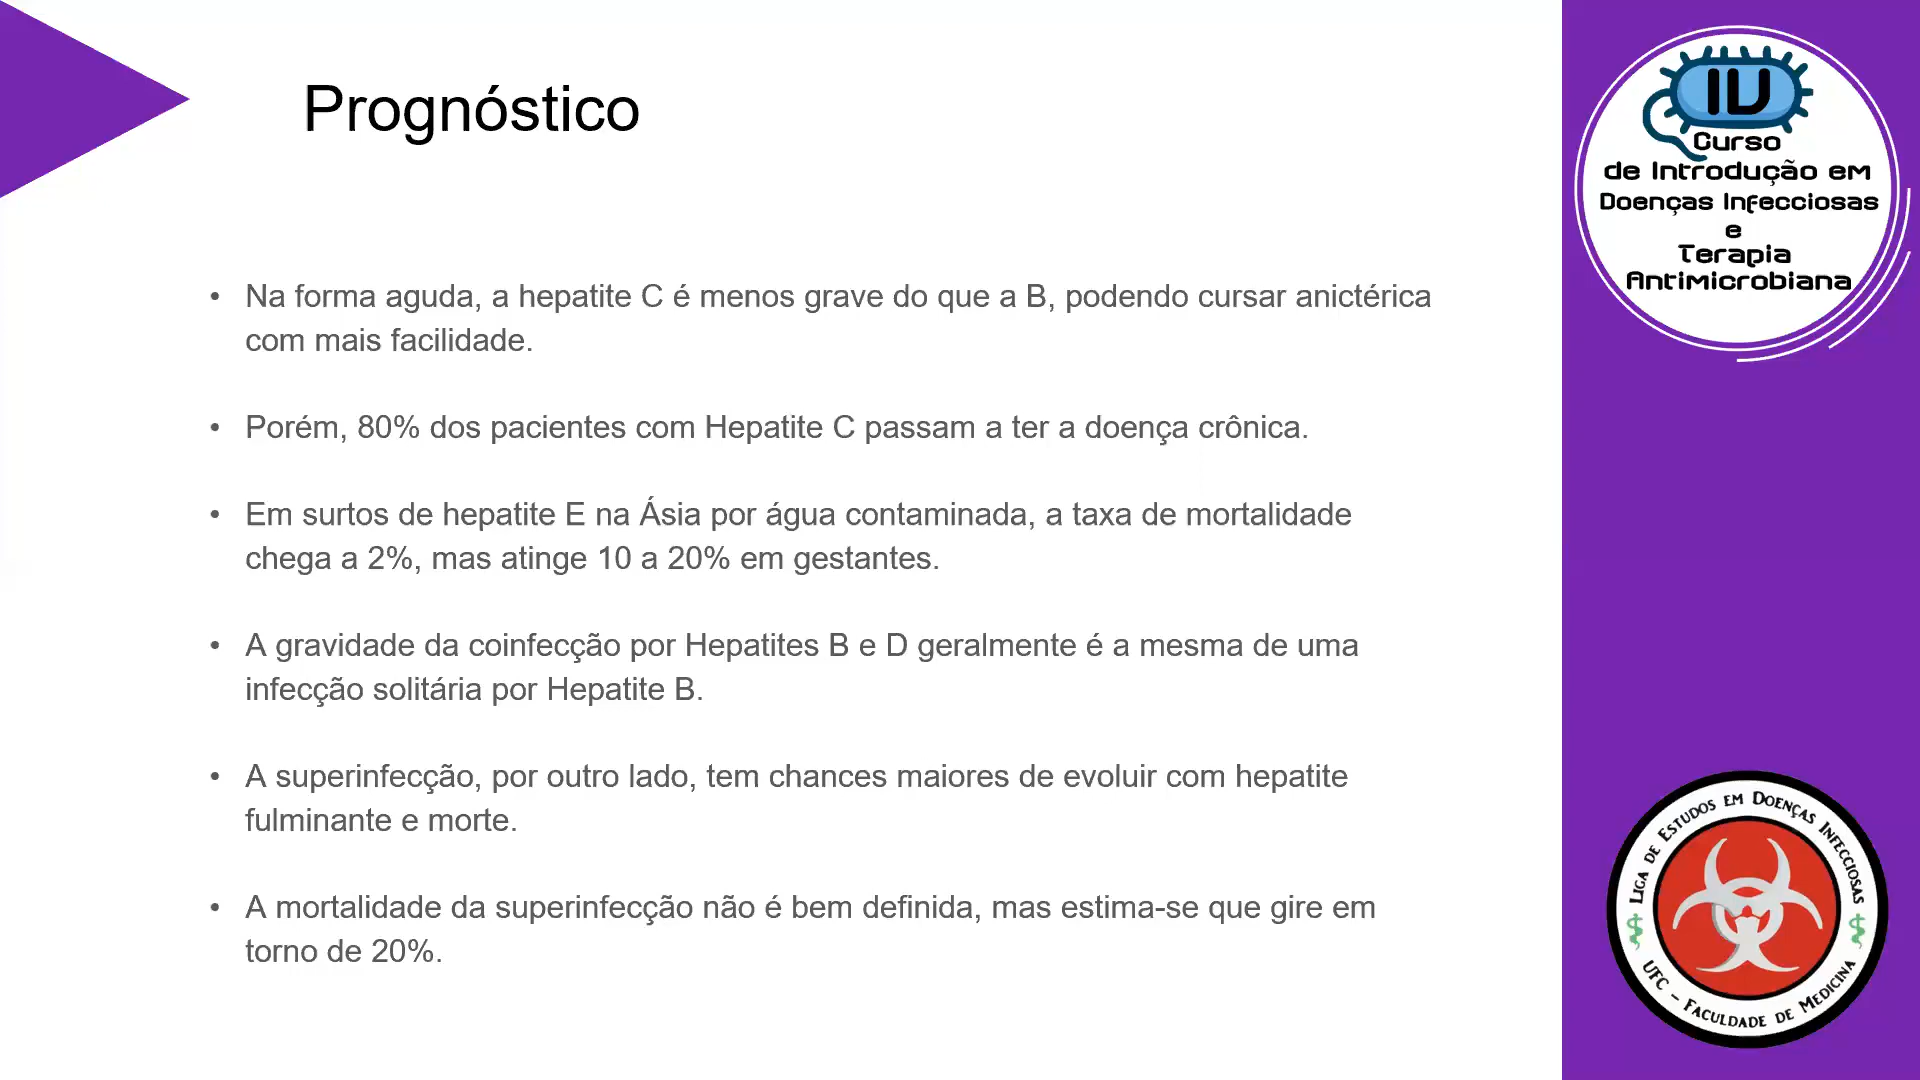 Prognóstico
• Na forma aguda, a hepatite C é menos grave do que a B, podendo cursar anictérica
com mais facilidade.
• Porém, 80% dos pacientes com Hepatite C passam a ter a doença crônica.
• Em surtos de hepatite E na Ásia por água contaminada, a taxa de mortalidade
chega a 2%, mas atinge 10 a 20% em gestantes.
• A gravidade da coinfecção por Hepatites B e D geralmente é a mesma de uma
infecção solitária por Hepatite B.
• A superinfecção, por outro lado, tem chances maiores de evoluir com hepatite
fulminante e morte.
• A mortalidade da superinfecção não é bem definida, mas estima-se que gire em
torno de 20%.
IV
Curso
de Introdução em
Doenças Infecciosas
e
Terapia
Antimicrobiana
Liga de Estudos em Doenças Infecciosas
UFC - Faculdade de Medicina